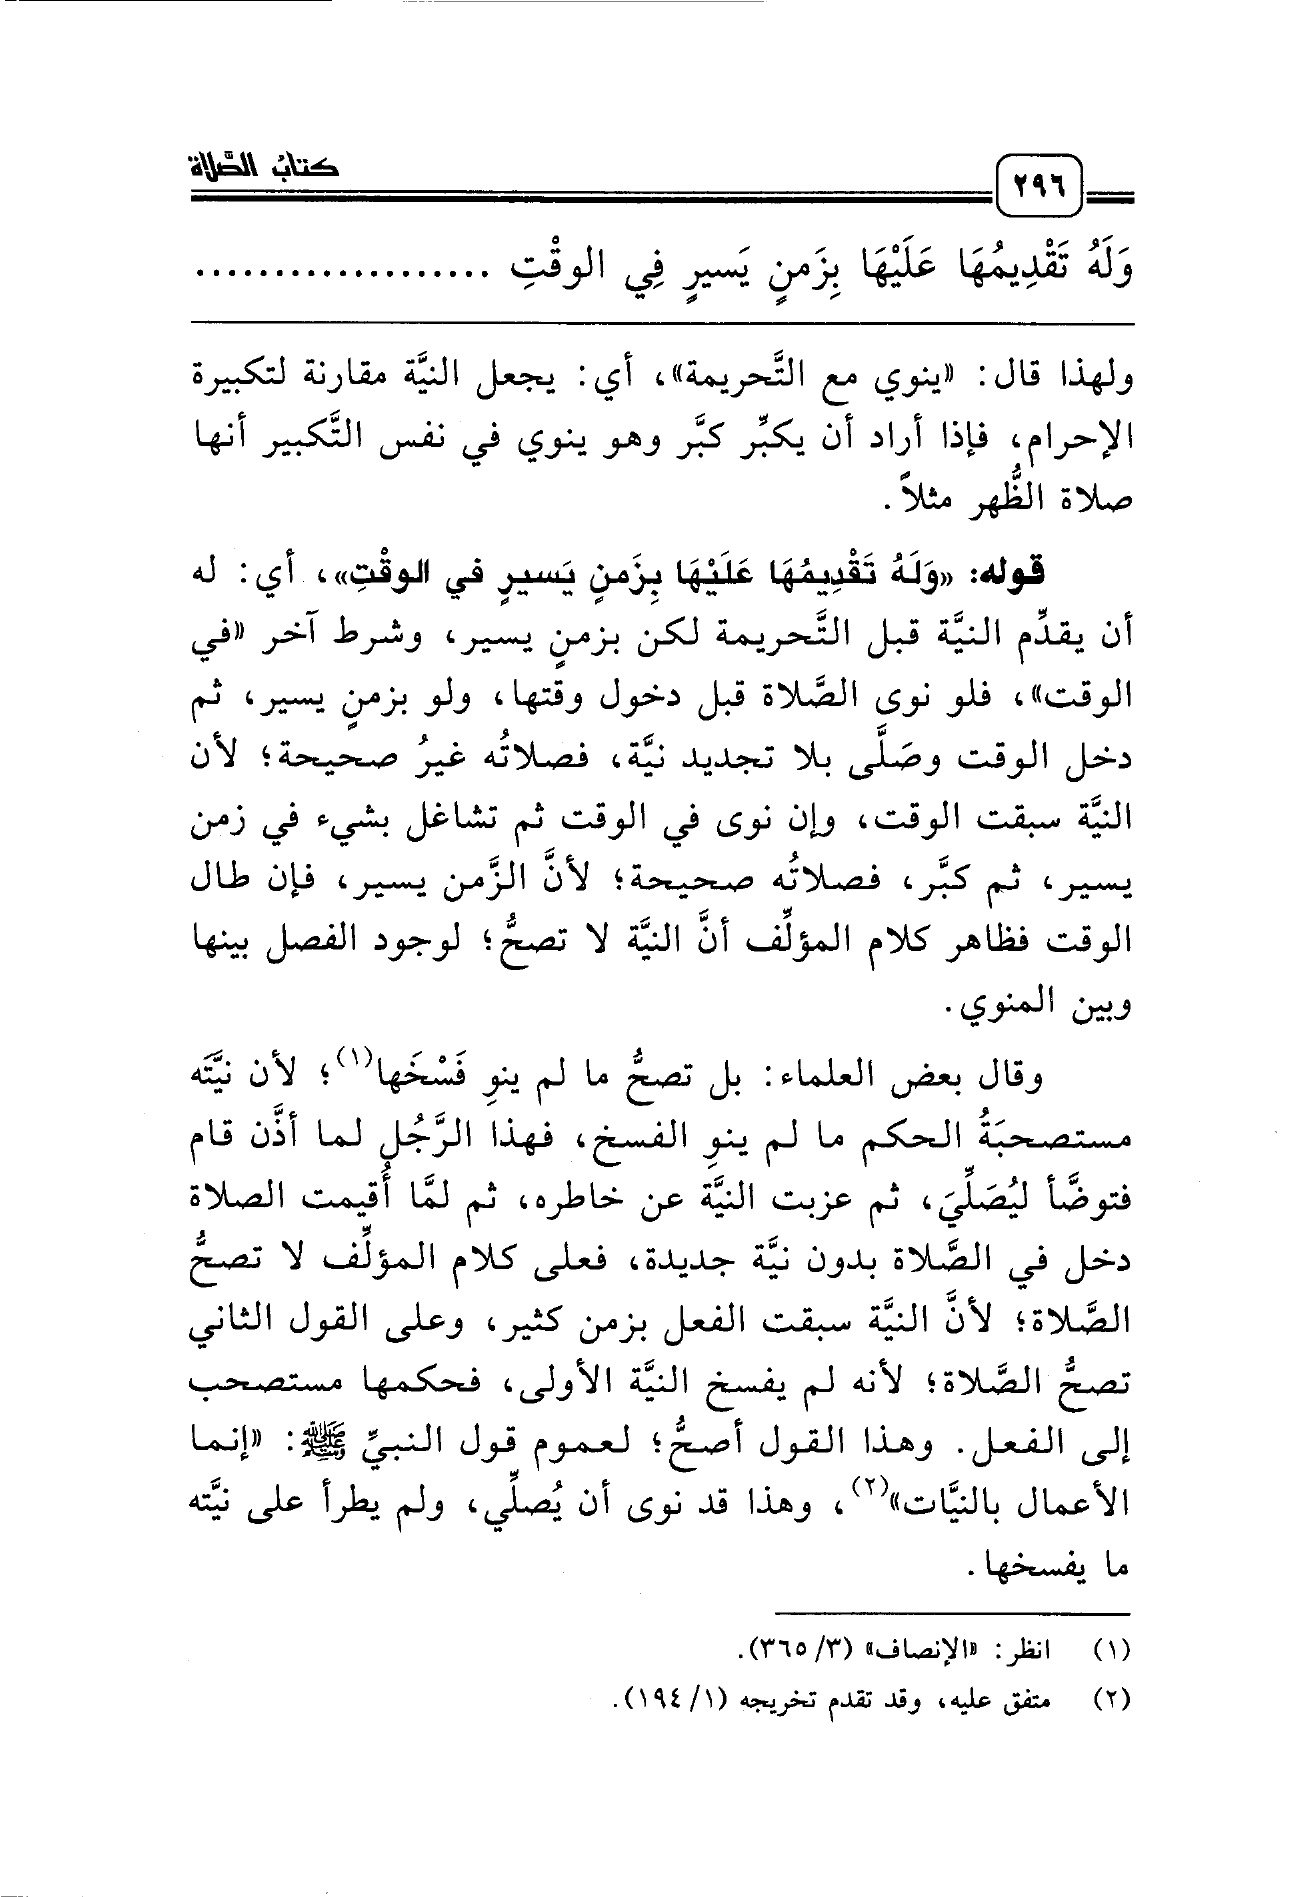 كتاب الصَّلاة
٢٩٦
وَلَهُ تَقْدِيمُهَا عَلَيْهَا بِزَمنٍ يَسيرٍ فِي الوقْتِ ...................
ولهذا قال: «ينوي مع التَّحريمة»، أي: يجعل النيَّة مقارنة لتكبيرة
الإحرام، فإذا أراد أن يكبِّر كبَّر وهو ينوي في نفس التَّكبير أنها
صلاة الظُّهر مثلاً.
قوله: «وَلَهُ تَقْدِيمُهَا عَلَيْهَا بِزَمنٍ يَسيرٍ في الوقْتِ»، أي: له
أن يقدِّم النيَّة قبل التَّحريمة لكن بزمنٍ يسير، وشرط آخر «في
الوقت»، فلو نوى الصَّلاة قبل دخول وقتها، ولو بزمنٍ يسير، ثم
دخل الوقت وصَلَّى بلا تجديد نيَّة، فصلاتُه غيرُ صحيحة؛ لأن
النيَّة سبقت الوقت، وإن نوى في الوقت ثم تشاغل بشيء في زمن
يسير، ثم كبَّر، فصلاتُه صحيحة؛ لأنَّ الزَّمن يسير، فإن طال
الوقت فظاهر كلام المؤلِّف أنَّ النيَّة لا تصحُّ؛ لوجود الفصل بينها
وبين المنوي.
وقال بعض العلماء: بل تصحُّ ما لم ينوِ فَسْخَها(١)؛ لأن نيَّتَه
مستصحبَةُ الحكم ما لم ينوِ الفسخ، فهذا الرَّجُل لما أذَّن قام
فتوضَّأ ليُصَلِّيَ، ثم عزبت النيَّة عن خاطره، ثم لمَّا أُقيمت الصلاة
دخل في الصَّلاة بدون نيَّة جديدة، فعلى كلام المؤلِّف لا تصحُّ
الصَّلاة؛ لأنَّ النيَّة سبقت الفعل بزمن كثير، وعلى القول الثاني
تصحُّ الصَّلاة؛ لأنه لم يفسخ النيَّة الأولى، فحكمها مستصحب
إلى الفعل. وهذا القول أصحُّ؛ لعموم قول النبيِّ ﷺ: «إنما
الأعمال بالنيَّات»(٢)، وهذا قد نوى أن يُصلِّي، ولم يطرأ على نيَّته
ما يفسخها.
(١) انظر: «الإنصاف» (٣/ ٣٦٥).
(٢) متفق عليه، وقد تقدم تخريجه (١/ ١٩٤).